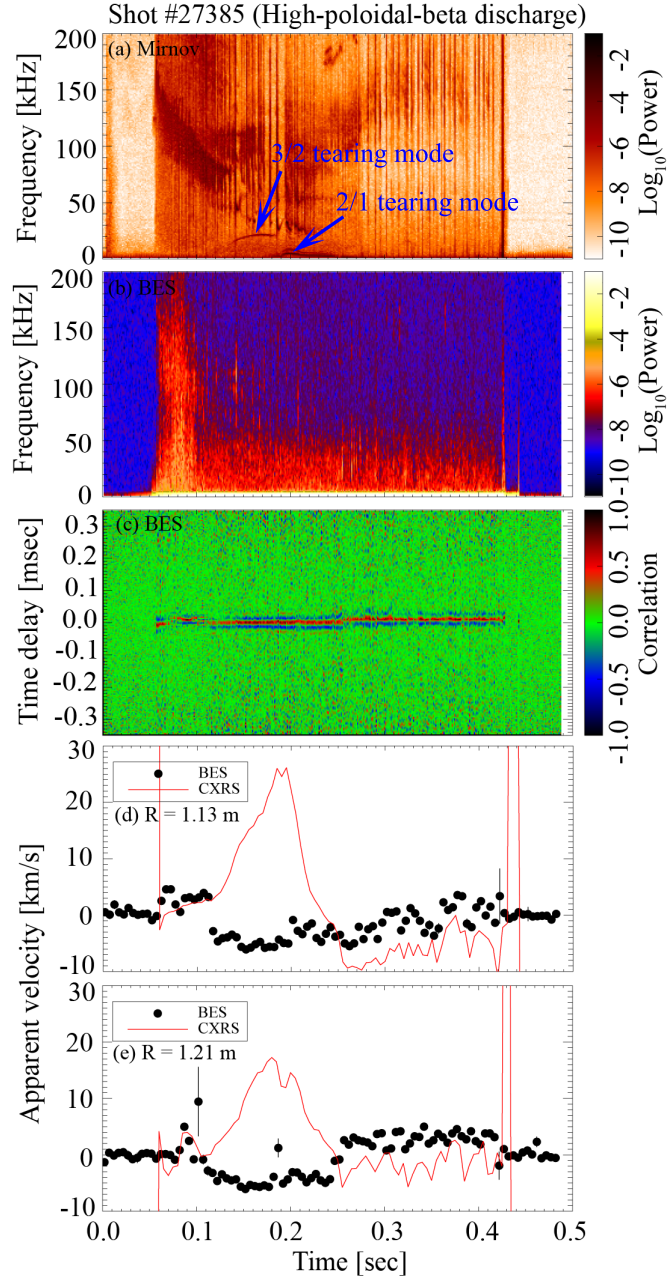 Shot #27385 (High-poloidal-beta discharge)
200
150
100
50
0
Frequency [kHz]
(a) Mirnov
3/2 tearing mode
2/1 tearing mode
-2
-4
-6
-8
-10
Log10(Power)
200
150
100
50
0
Frequency [kHz]
(b) BES
-2
-4
-6
-8
-10
Log10(Power)
0.3
0.2
0.1
0.0
-0.1
-0.2
-0.3
Time delay [msec]
(c) BES
1.0
0.5
0.0
-0.5
-1.0
Correlation
30
20
10
0
-10
BES
CXRS
(d) R = 1.13 m
Apparent velocity [km/s]
30
20
10
0
-10
BES
CXRS
(e) R = 1.21 m
0.0 0.1 0.2 0.3 0.4 0.5
Time [sec]